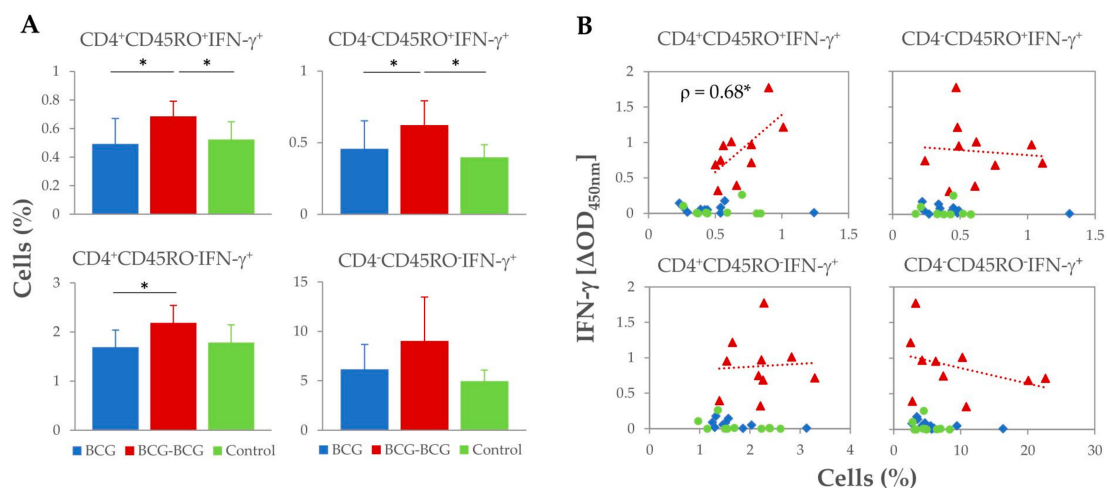 A
CD4⁺CD45RO⁺IFN-γ⁺
CD4⁻CD45RO⁺IFN-γ⁺
*
*
*
*
1
0.8
0.6
0.4
0.2
0
1
0.5
0
Cells (%)
CD4⁺CD45RO⁻IFN-γ⁺
CD4⁻CD45RO⁻IFN-γ⁺
*
3
2
1
0
15
10
5
0
BCG BCG-BCG Control
BCG BCG-BCG Control
B
CD4⁺CD45RO⁺IFN-γ⁺
CD4⁻CD45RO⁺IFN-γ⁺
ρ = 0.68*
2
1.5
1
0.5
0
0 0.5 1 1.5
0 0.5 1 1.5
IFN-γ [ΔOD450nm]
CD4⁺CD45RO⁻IFN-γ⁺
CD4⁻CD45RO⁻IFN-γ⁺
2
1.5
1
0.5
0
0 1 2 3 4
0 10 20 30
Cells (%)